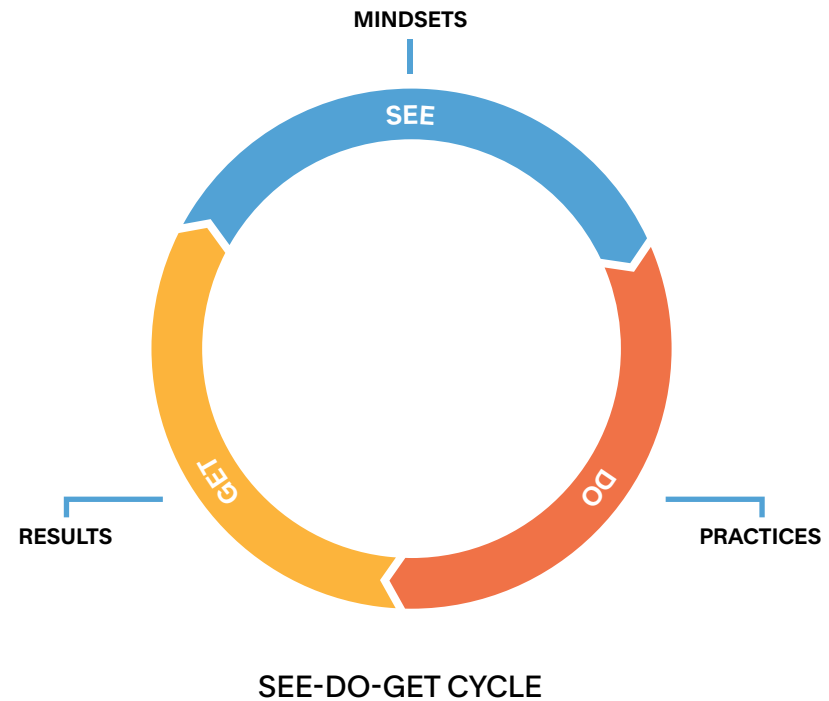 MINDSETS
SEE
DO
GET
RESULTS
PRACTICES
SEE-DO-GET CYCLE